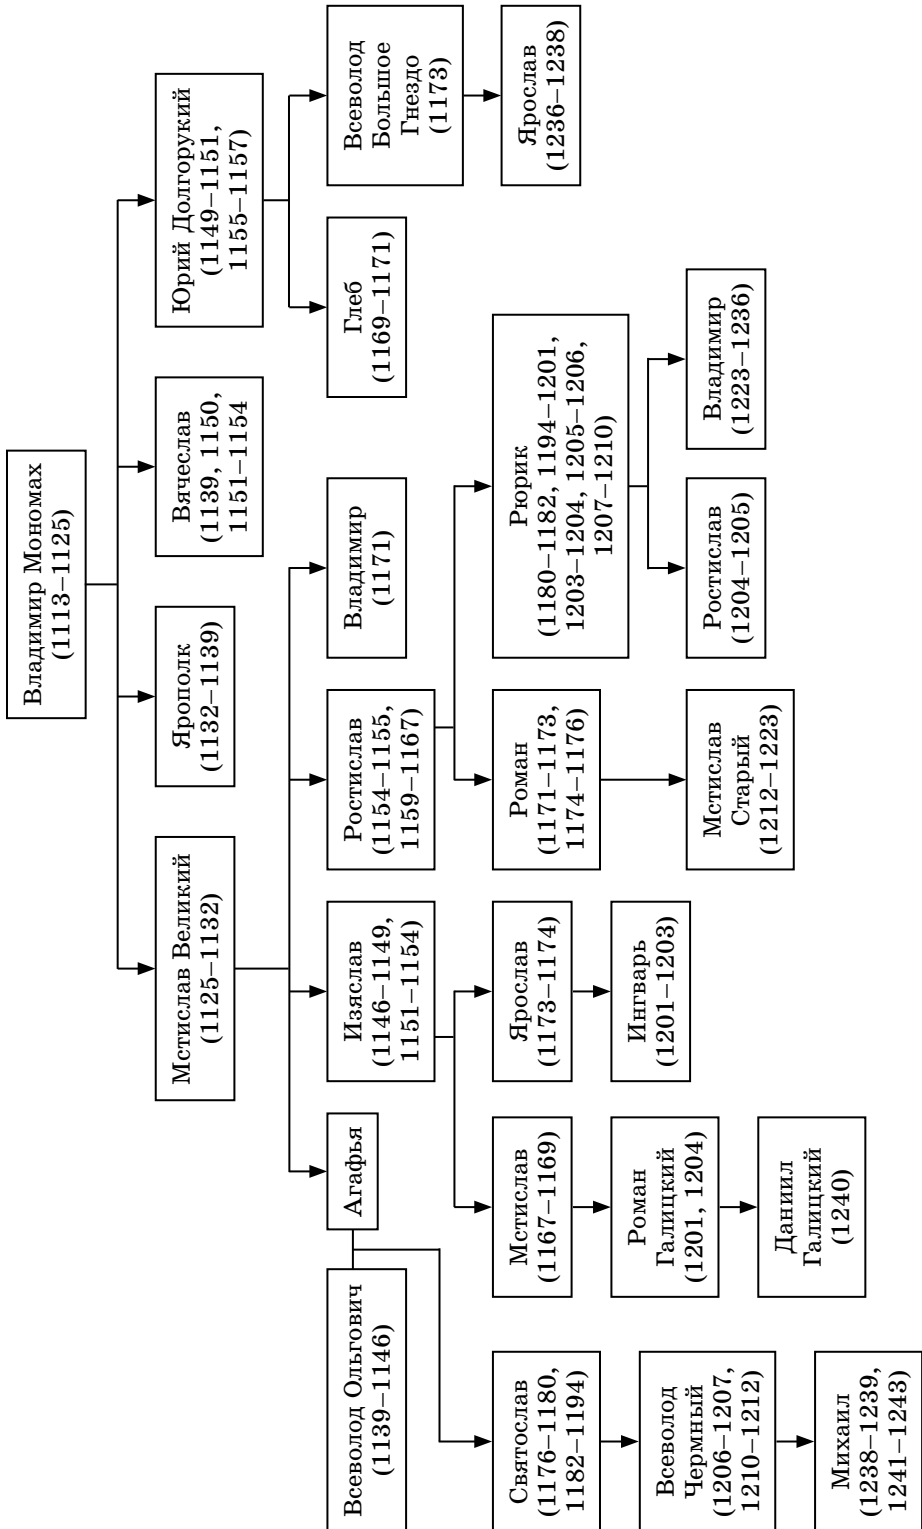 Владимир Мономах
(1113–1125)
Мстислав Великий
(1125–1132)
Ярополк
(1132–1139)
Вячеслав
(1139, 1150,
1151–1154
Юрий Долгорукий
(1149–1151,
1155–1157)
Всеволод Ольгович
(1139–1146)
Агафья
Изяслав
(1146–1149,
1151–1154)
Ростислав
(1154–1155,
1159–1167)
Владимир
(1171)
Глеб
(1169–1171)
Всеволод
Большое
Гнездо
(1173)
Святослав
(1176–1180,
1182–1194)
Мстислав
(1167–1169)
Ярослав
(1173–1174)
Роман
(1171–1173,
1174–1176)
Рюрик
(1180–1182, 1194–1201,
1203–1204, 1205–1206,
1207–1210)
Ярослав
(1236–1238)
Всеволод
Чермный
(1206–1207,
1210–1212)
Роман
Галицкий
(1201, 1204)
Ингварь
(1201–1203)
Мстислав
Старый
(1212–1223)
Ростислав
(1204–1205)
Владимир
(1223–1236)
Михаил
(1238–1239,
1241–1243)
Даниил
Галицкий
(1240)